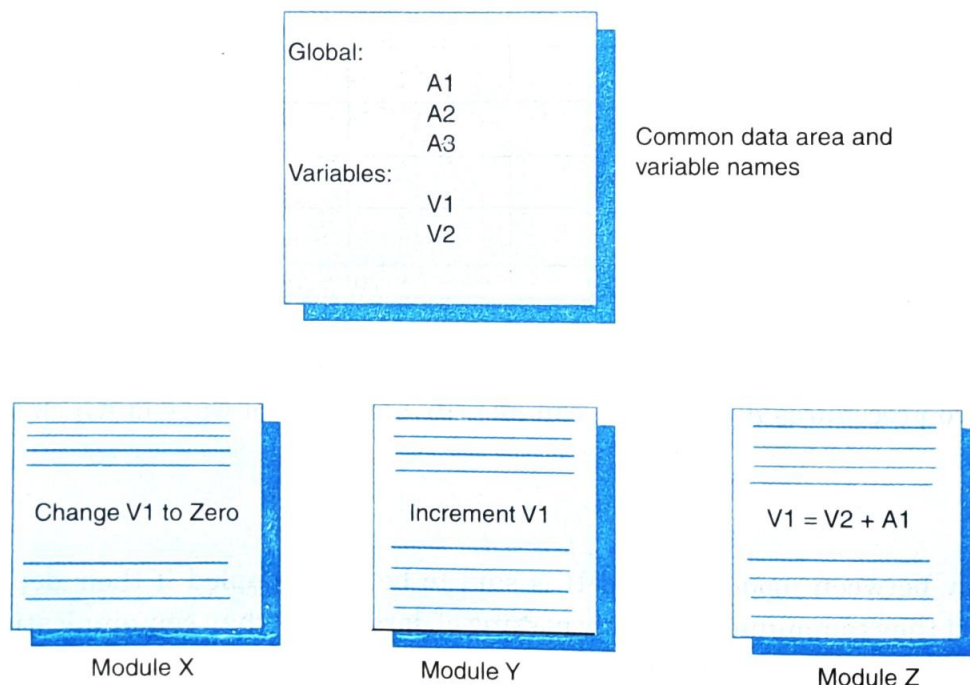 Global:
A1
A2
A3
Variables:
V1
V2
Common data area and
variable names
Change V1 to Zero
Increment V1
V1 = V2 + A1
Module X
Module Y
Module Z